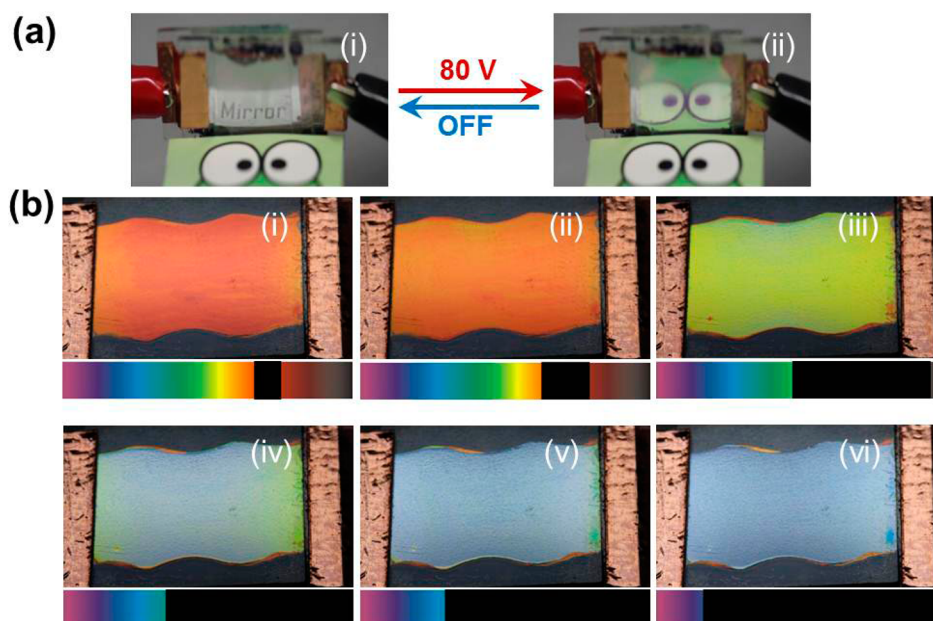 (a)
(i)
Mirror
80 V
OFF
(ii)
(b)
(i)
(ii)
(iii)
(iv)
(v)
(vi)